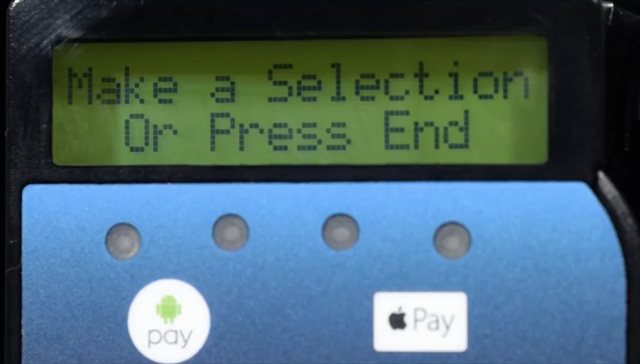 Make a Selection
Or Press End
pay
Pay